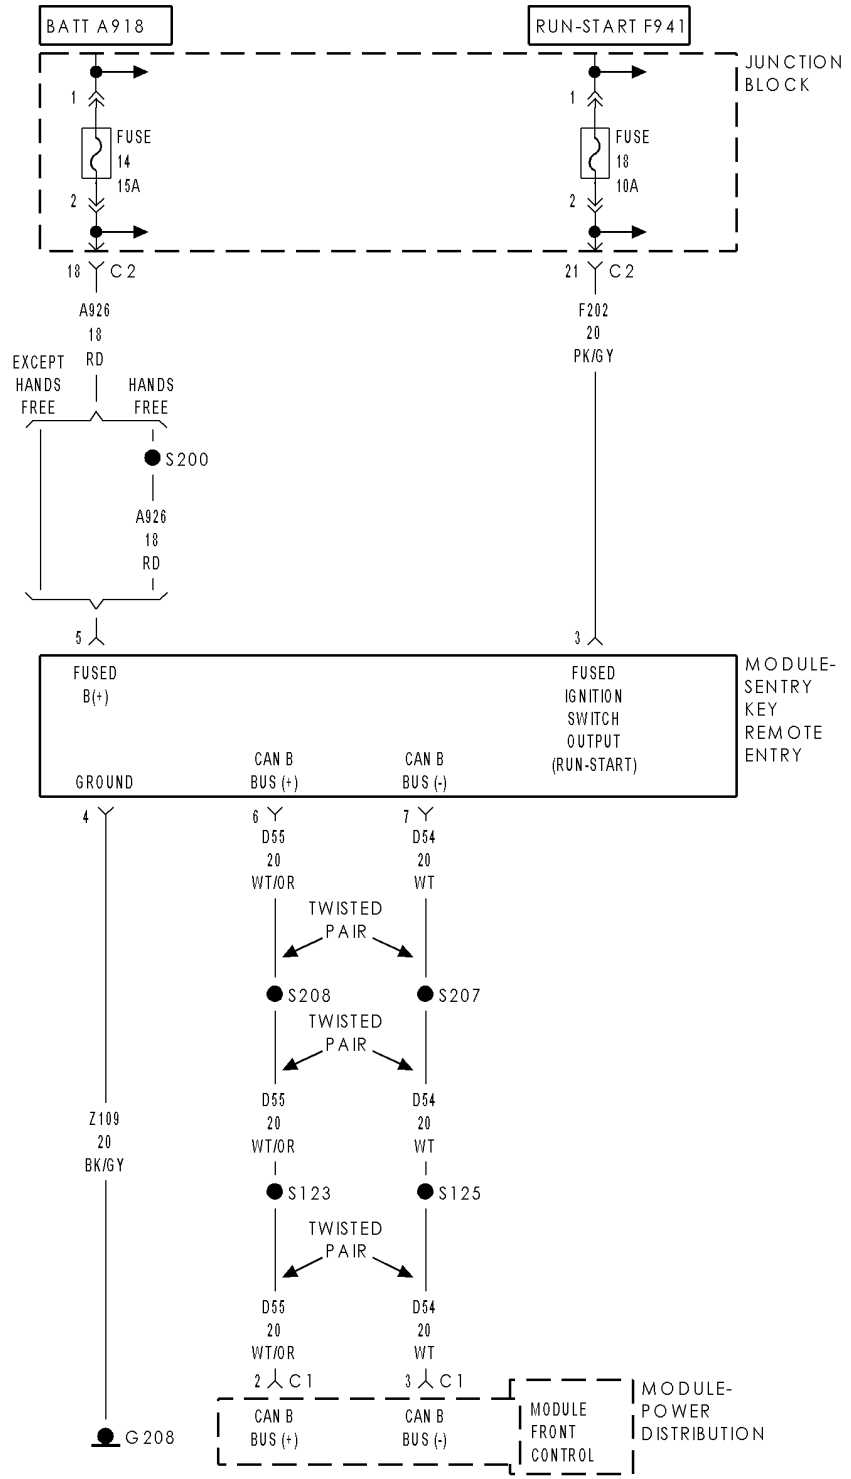 BATT A918
RUN-START F941
JUNCTION
BLOCK
1
1
FUSE
14
15A
FUSE
18
10A
2
2
18
C2
21
C2
A926
18
RD
F202
20
PK/GY
EXCEPT
HANDS
FREE
HANDS
FREE
S200
A926
18
RD
5
3
FUSED
B(+)
FUSED
IGNITION
SWITCH
OUTPUT
(RUN-START)
MODULE-
SENTRY
KEY
REMOTE
ENTRY
GROUND
CAN B
BUS (+)
CAN B
BUS (-)
4
6
7
D55
20
WT/OR
D54
20
WT
TWISTED
PAIR
S208
S207
TWISTED
PAIR
D55
20
WT/OR
D54
20
WT
Z109
20
BK/GY
S123
S125
TWISTED
PAIR
D55
20
WT/OR
D54
20
WT
2
C1
3
C1
G208
CAN B
BUS (+)
CAN B
BUS (-)
MODULE
FRONT
CONTROL
MODULE-
POWER
DISTRIBUTION